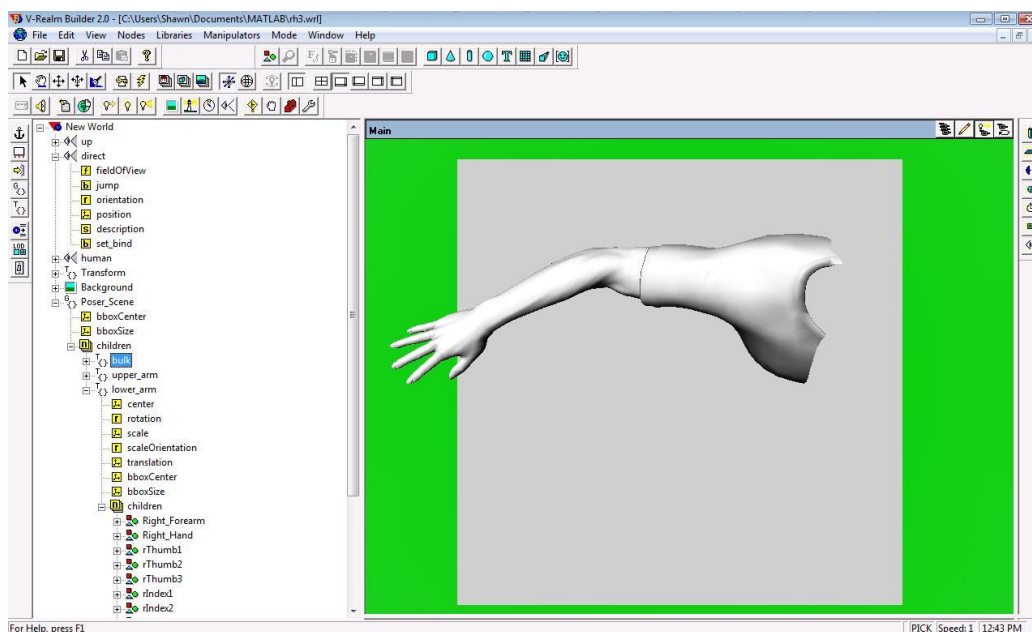 V-Realm Builder 2.0 - [C:\Users\Shawn\Documents\MATLAB\rh3.wrl]
File Edit View Nodes Libraries Manipulators Mode Window Help
New World
up
direct
fieldOfView
jump
orientation
position
description
set_bind
human
Transform
Background
Poser_Scene
bboxCenter
bboxSize
children
bulk
upper_arm
lower_arm
center
rotation
scale
scaleOrientation
translation
bboxCenter
bboxSize
children
Right_Forearm
Right_Hand
rThumb1
rThumb2
rThumb3
rIndex1
rIndex2
Main
For Help, press F1
PICK Speed: 1 12:43 PM